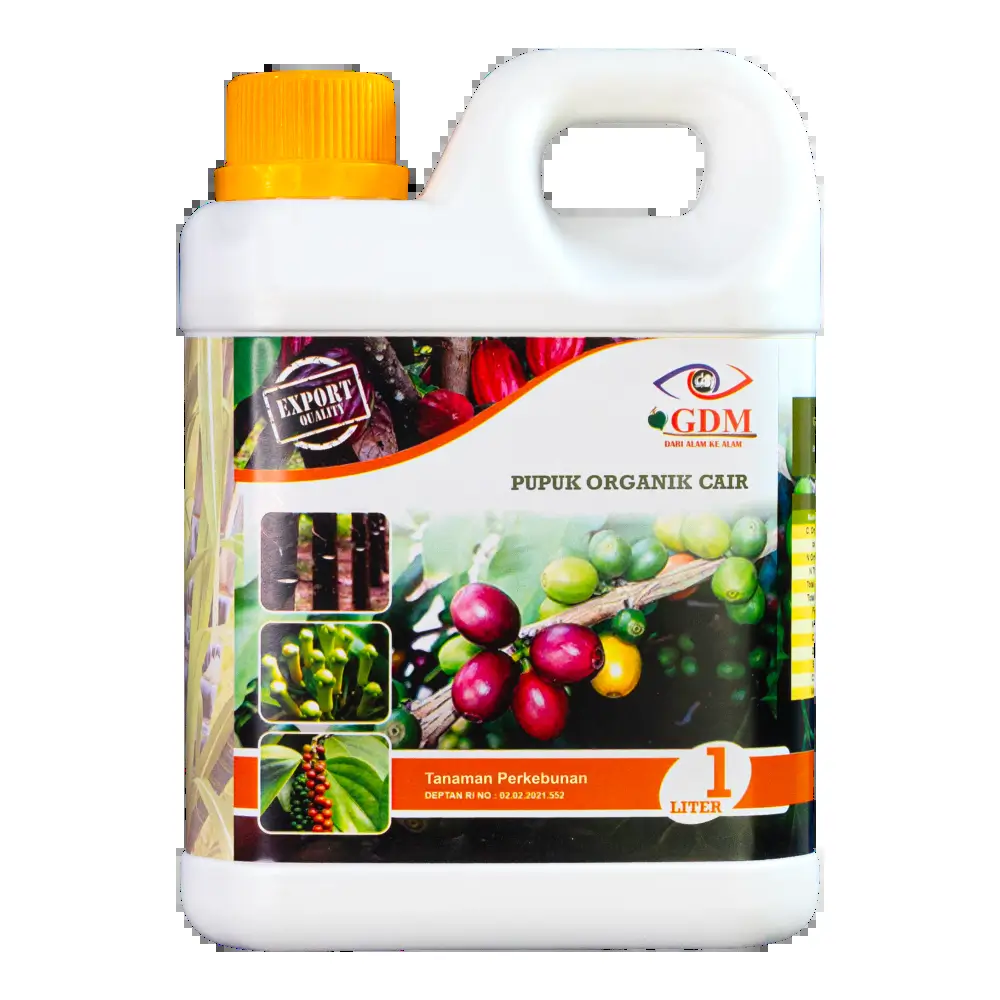 EXPORT
QUALITY
GDM
DARI ALAM KE ALAM
PUPUK ORGANIK CAIR
Tanaman Perkebunan
DEPTAN RI NO : 02.02.2021.552
1
LITER